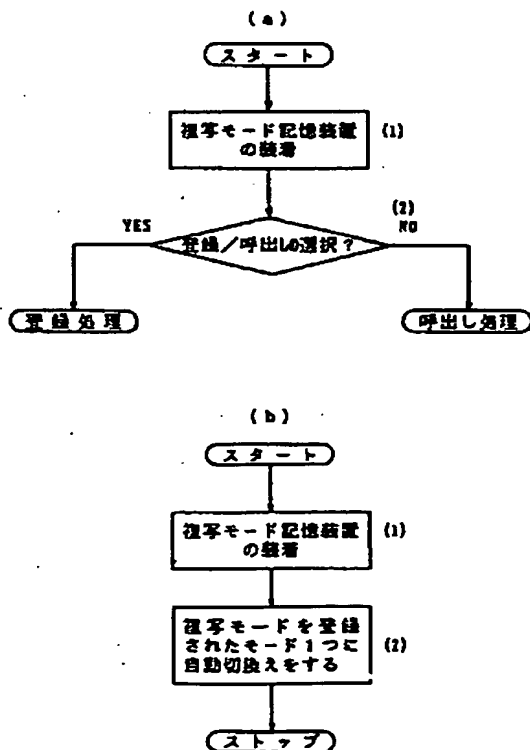 (a)
スタート
複写モード記憶装置
の装着
(1)
(2)
YES
登録/呼出しの選択?
NO
登録処理
呼出し処理
(b)
スタート
複写モード記憶装置
の装着
(1)
複写モードを登録
されたモード1つに
自動切換えをする
(2)
ストップ